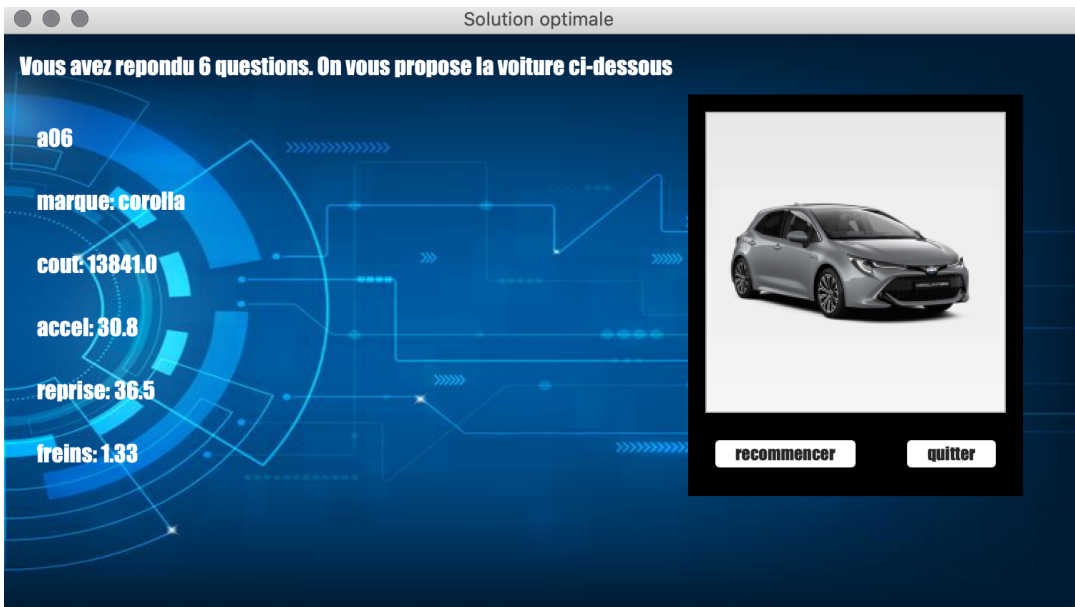 Solution optimale
Vous avez repondu 6 questions. On vous propose la voiture ci-dessous
a06
marque: corolla
cout: 13841.0
accel: 30.8
reprise: 36.5
freins: 1.33
recommencer
quitter